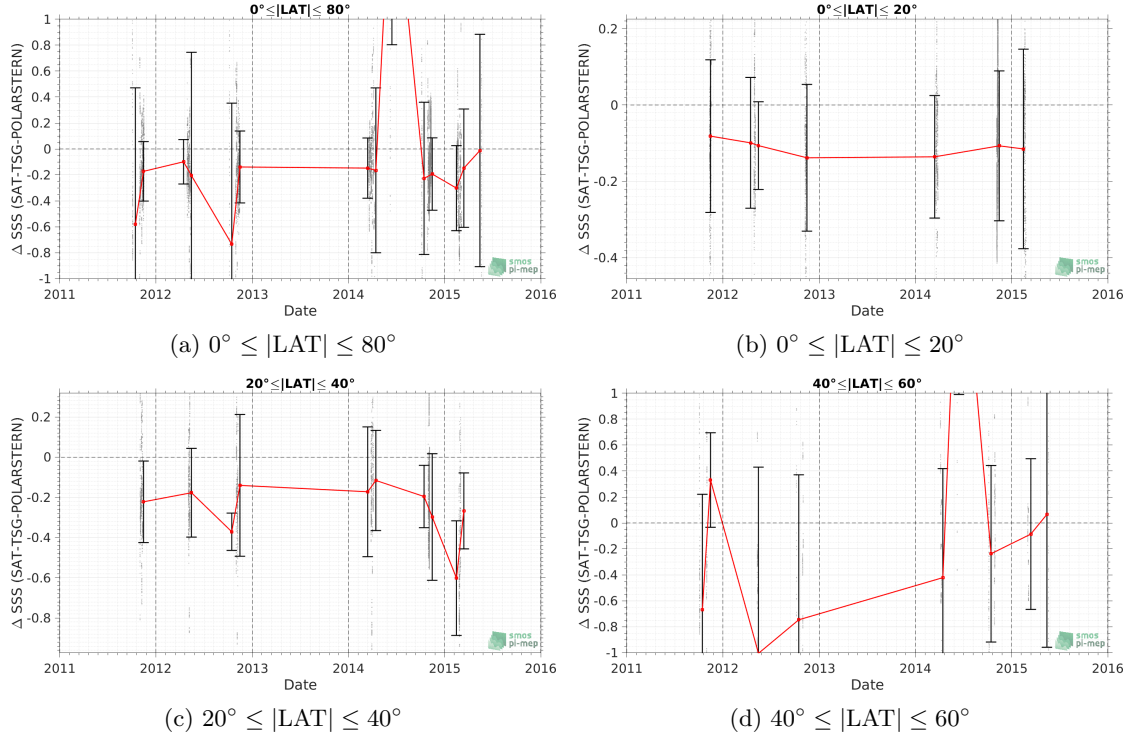 0°≤|LAT|≤ 80°
Δ SSS (SAT-TSG-POLARSTERN)
1
0.8
0.6
0.4
0.2
0
-0.2
-0.4
-0.6
-0.8
-1
2011 2012 2013 2014 2015 2016
Date
smos
pi-mep
(a) 0° ≤ |LAT| ≤ 80°
0°≤|LAT|≤ 20°
Δ SSS (SAT-TSG-POLARSTERN)
0.2
0
-0.2
-0.4
2011 2012 2013 2014 2015 2016
Date
smos
pi-mep
(b) 0° ≤ |LAT| ≤ 20°
20°≤|LAT|≤ 40°
Δ SSS (SAT-TSG-POLARSTERN)
0.2
0
-0.2
-0.4
-0.6
-0.8
2011 2012 2013 2014 2015 2016
Date
smos
pi-mep
(c) 20° ≤ |LAT| ≤ 40°
40°≤|LAT|≤ 60°
Δ SSS (SAT-TSG-POLARSTERN)
1
0.8
0.6
0.4
0.2
0
-0.2
-0.4
-0.6
-0.8
-1
2011 2012 2013 2014 2015 2016
Date
smos
pi-mep
(d) 40° ≤ |LAT| ≤ 60°